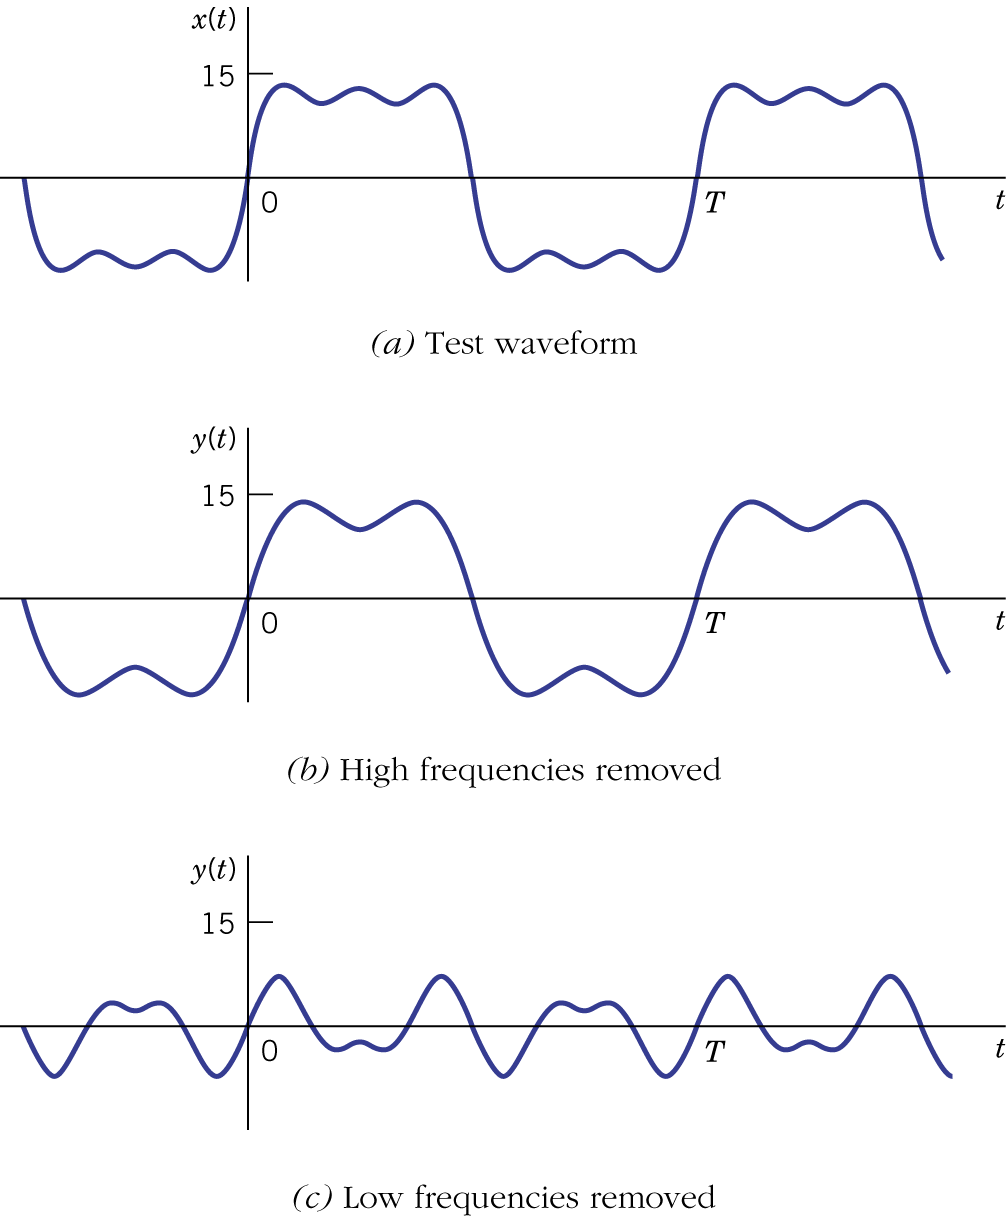 x(t)
15
0
T
t
(a) Test waveform
y(t)
15
0
T
t
(b) High frequencies removed
y(t)
15
0
T
t
(c) Low frequencies removed